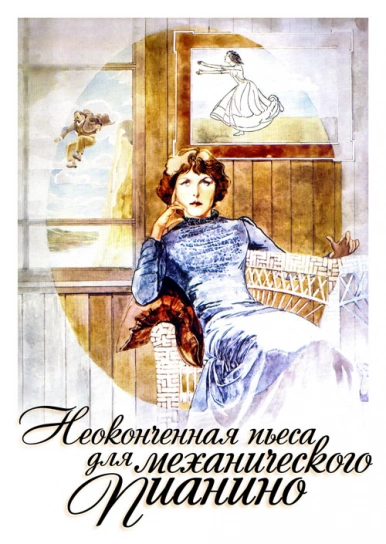 Неоконченная пьеса
для механического
Пианино